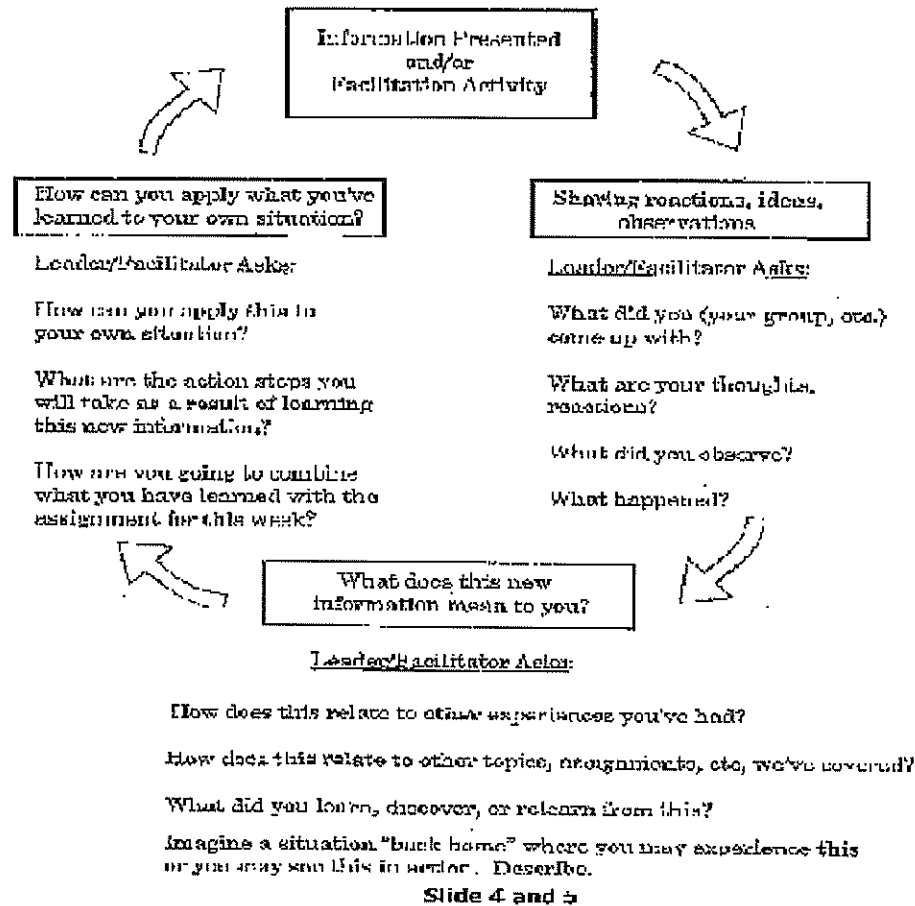 Information Presented
and/or
Facilitation Activity
Sharing reactions, ideas,
observations
Leader/Facilitator Asks:
What did you (your group, etc.)
come up with?
What are your thoughts,
reactions?
What did you observe?
What happened?
What does this new
information mean to you?
Leader/Facilitator Asks:
How does this relate to other experiences you've had?
How does this relate to other topics, assignments, etc, we've covered?
What did you learn, discover, or relearn from this?
Imagine a situation "back home" where you may experience this
or you may see this in action. Describe.
How can you apply what you've
learned to your own situation?
Leader/Facilitator Asks:
How can you apply this to
your own situation?
What are the action steps you
will take as a result of learning
this new information?
How are you going to combine
what you have learned with the
assignment for this week?
Slide 4 and 5